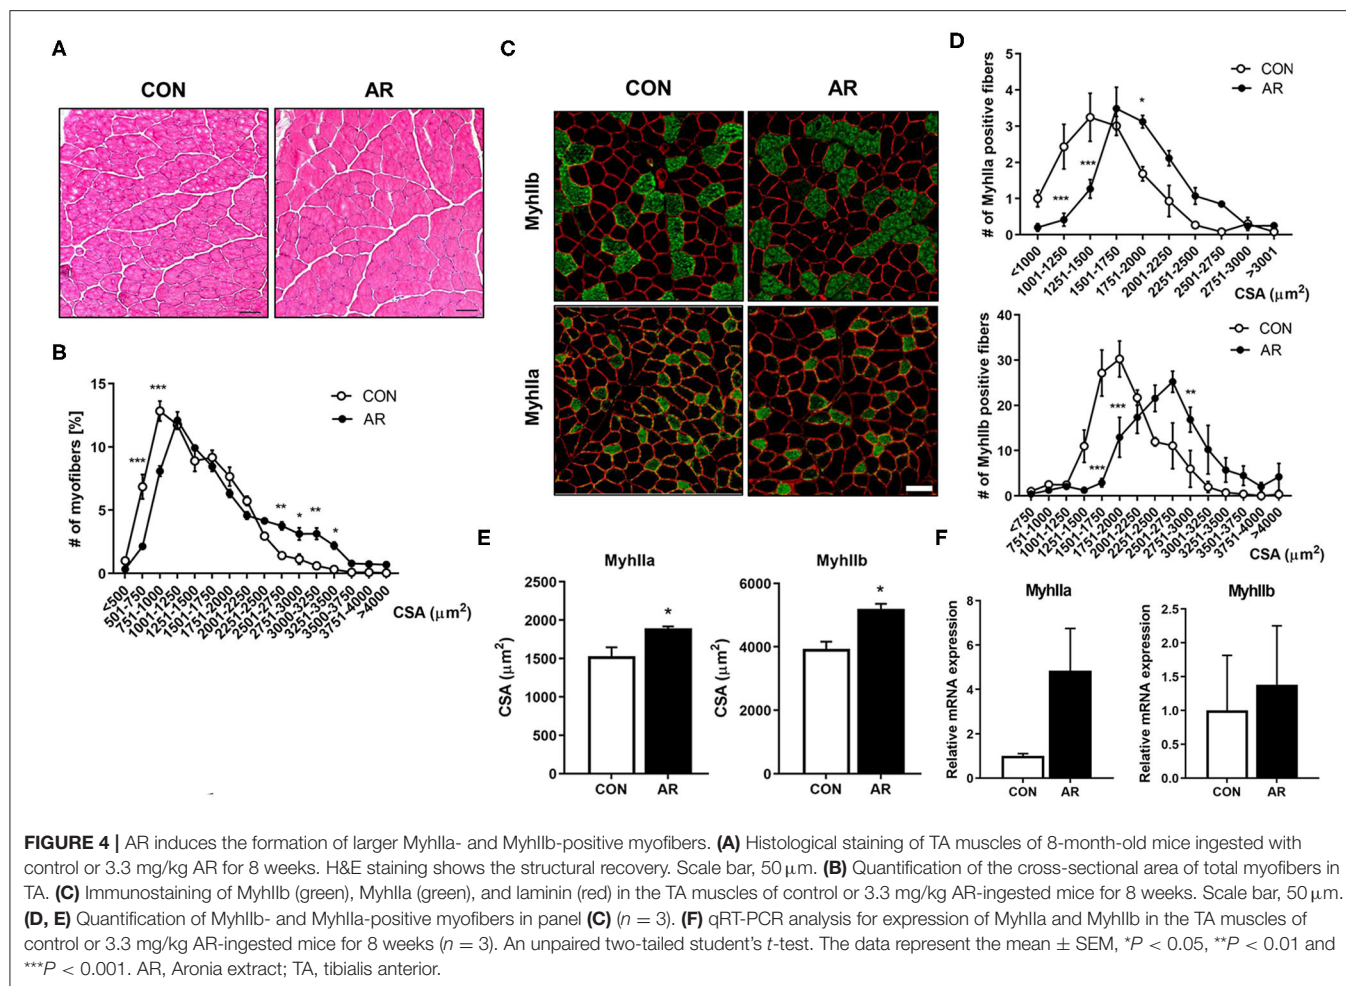 A
CON
AR
B
# of myofibers [%]
15
10
5
0
***
***
**
*
**
*
CON
AR
<500
501-750
751-1000
1001-1250
1251-1500
1501-1750
1751-2000
2001-2250
2251-2500
2501-2750
2751-3000
3000-3250
3251-3500
3500-3750
3751-4000
>4000
CSA (μm²)
C
CON
AR
MyhIIb
MyhIIa
D
# of MyhIIa positive fibers
5
4
3
2
1
0
***
***
*
CON
AR
<1000
1001-1250
1251-1500
1501-1750
1751-2000
2001-2250
2251-2500
2501-2750
2751-3000
>3001
CSA (μm²)
# of MyhIIb positive fibers
40
30
20
10
0
***
***
**
CON
AR
<750
751-1000
1001-1250
1251-1500
1501-1750
1751-2000
2001-2250
2251-2500
2501-2750
2751-3000
3001-3250
3251-3500
3501-3750
3751-4000
>4000
CSA (μm²)
E
MyhIIa
CSA (μm²)
2500
2000
1500
1000
500
0
*
CON
AR
MyhIIb
CSA (μm²)
6000
4000
2000
0
*
CON
AR
F
MyhIIa
Relative mRNA expression
8
6
4
2
0
CON
AR
MyhIIb
Relative mRNA expression
2.5
2.0
1.5
1.0
0.5
0.0
CON
AR
FIGURE 4 | AR induces the formation of larger MyhIIa- and MyhIIb-positive myofibers. (A) Histological staining of TA muscles of 8-month-old mice ingested with
control or 3.3 mg/kg AR for 8 weeks. H&E staining shows the structural recovery. Scale bar, 50 μm. (B) Quantification of the cross-sectional area of total myofibers in
TA. (C) Immunostaining of MyhIIb (green), MyhIIa (green), and laminin (red) in the TA muscles of control or 3.3 mg/kg AR-ingested mice for 8 weeks. Scale bar, 50 μm.
(D, E) Quantification of MyhIIb- and MyhIIa-positive myofibers in panel (C) (n = 3). (F) qRT-PCR analysis for expression of MyhIIa and MyhIIb in the TA muscles of
control or 3.3 mg/kg AR-ingested mice for 8 weeks (n = 3). An unpaired two-tailed student's t-test. The data represent the mean ± SEM, *P < 0.05, **P < 0.01 and
***P < 0.001. AR, Aronia extract; TA, tibialis anterior.